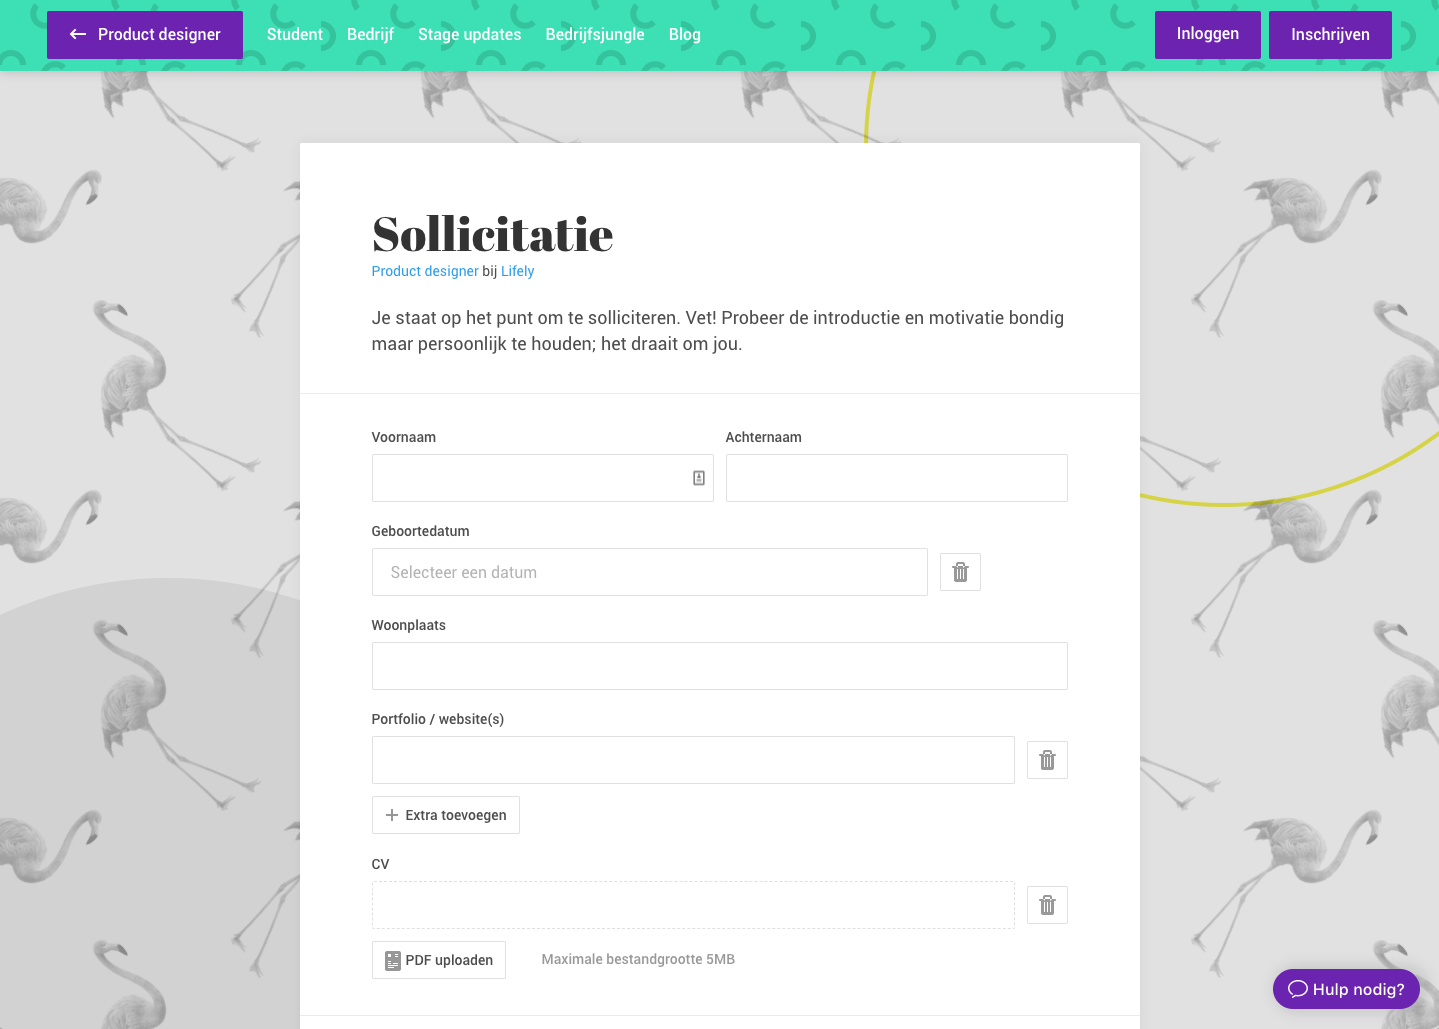 Product designer
Student
Bedrijf
Stage updates
Bedrijfsjungle
Blog
Inloggen
Inschrijven
Sollicitatie
Product designer bij Lifely
Je staat op het punt om te solliciteren. Vet! Probeer de introductie en motivatie bondig
maar persoonlijk te houden; het draait om jou.
Voornaam
Achternaam
Geboortedatum
Selecteer een datum
Woonplaats
Portfolio / website(s)
Extra toevoegen
CV
PDF uploaden
Maximale bestandgrootte 5MB
Hulp nodig?